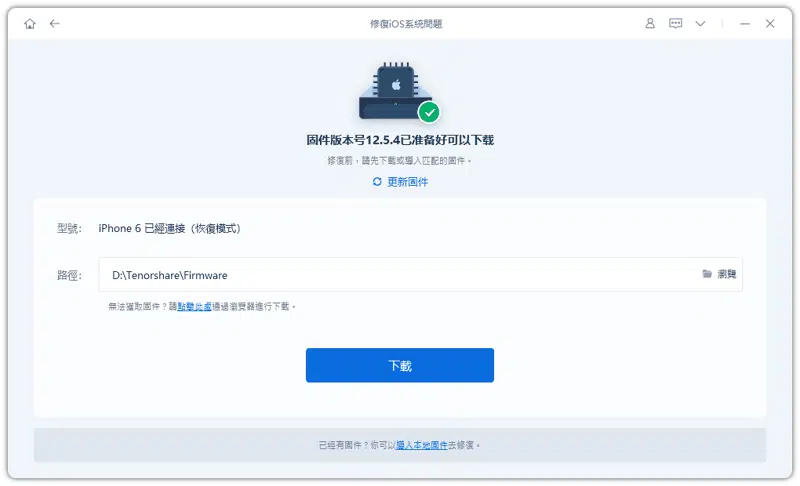 修復iOS系統問題
固件版本号12.5.4已准备好可以下载
修復前，請先下載或導入匹配的固件。
更新固件
型號： iPhone 6 已經連接（恢復模式）
路徑： D:\Tenorshare\Firmware 瀏覽
無法獲取固件？請點擊此處通過瀏覽器進行下載。
下載
已經有固件？你可以導入本地固件去修復。